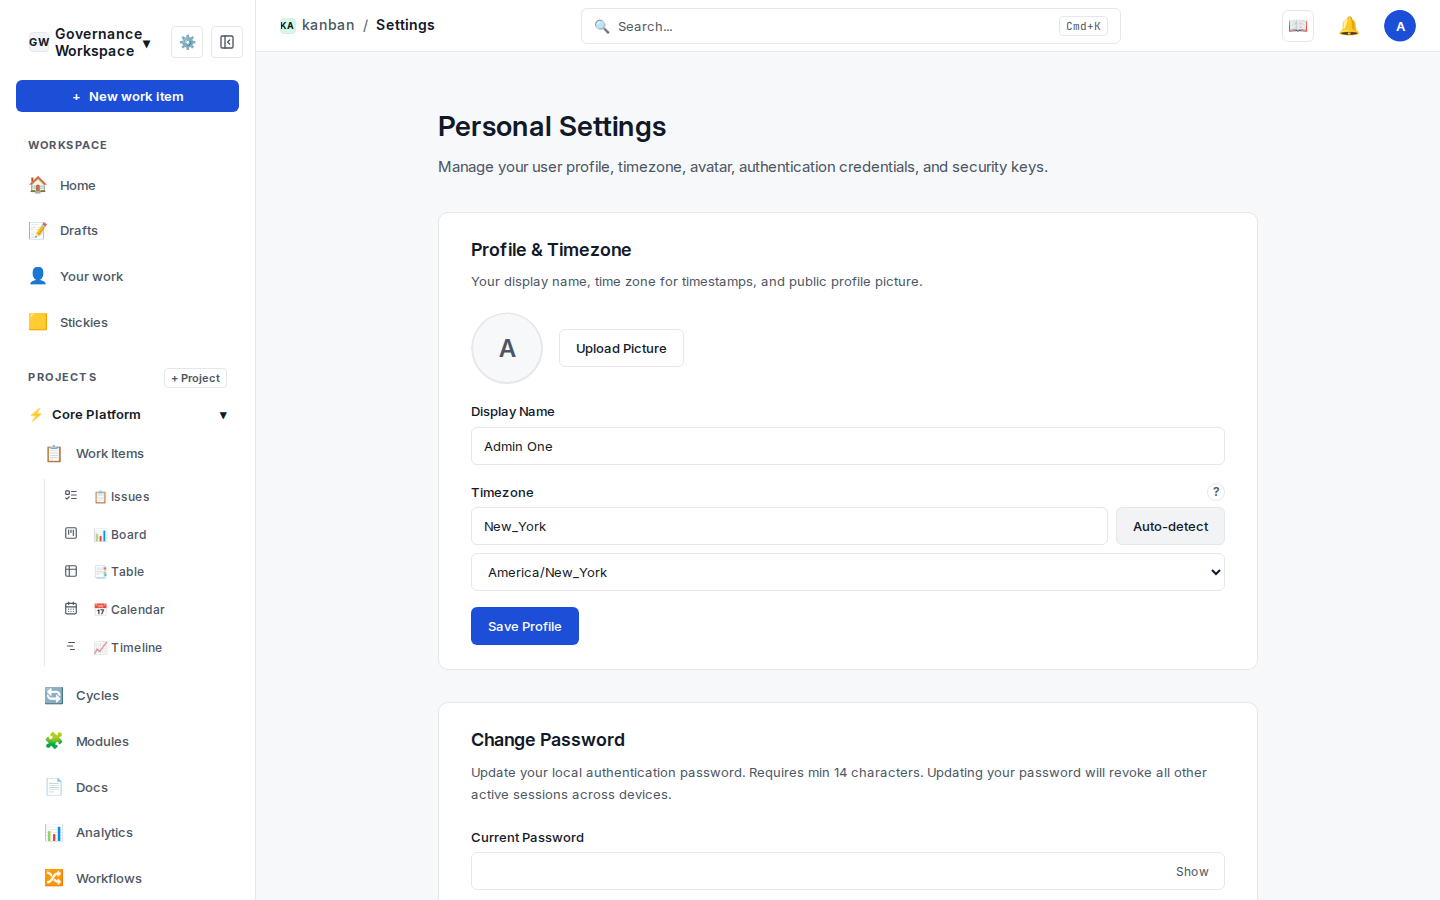 GW
Governance
Workspace
+ New work item
WORKSPACE
Home
Drafts
Your work
Stickies
PROJECTS
+ Project
Core Platform
Work Items
Issues
Board
Table
Calendar
Timeline
Cycles
Modules
Docs
Analytics
Workflows
KA kanban / Settings
Search...
Cmd+K
A
Personal Settings
Manage your user profile, timezone, avatar, authentication credentials, and security keys.
Profile & Timezone
Your display name, time zone for timestamps, and public profile picture.
A
Upload Picture
Display Name
Admin One
Timezone
?
New_York
Auto-detect
America/New_York
Save Profile
Change Password
Update your local authentication password. Requires min 14 characters. Updating your password will revoke all other
active sessions across devices.
Current Password
Show